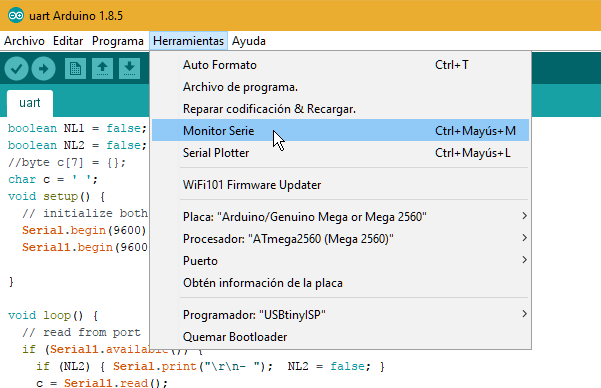 uart Arduino 1.8.5
Archivo Editar Programa Herramientas Ayuda
Auto Formato Ctrl+T
Archivo de programa.
Reparar codificación & Recargar.
Monitor Serie Ctrl+Mayús+M
Serial Plotter Ctrl+Mayús+L
WiFi101 Firmware Updater
Placa: "Arduino/Genuino Mega or Mega 2560"
Procesador: "ATmega2560 (Mega 2560)"
Puerto
Obtén información de la placa
Programador: "USBtinyISP"
Quemar Bootloader
uart
boolean NL1 = false;
boolean NL2 = false;
//byte c[7] = {};
char c = ' ';
void setup() {
// initialize both
Serial.begin(9600)
Serial1.begin(9600
}
void loop() {
// read from port
if (Serial1.available()) {
if (NL2) { Serial.print("\r\n- ");  NL2 = false; }
c = Serial1.read();